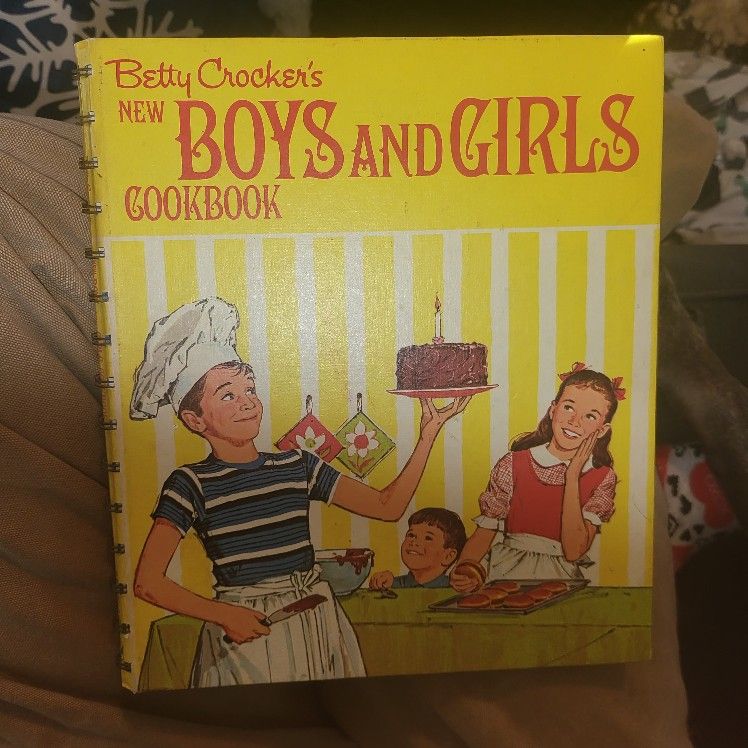 Betty Crocker's
NEW BOYS AND GIRLS
COOKBOOK